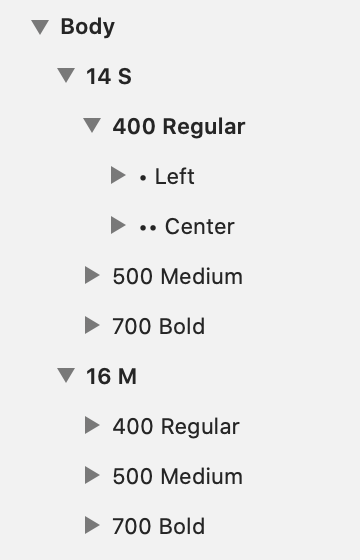 Body
14 S
400 Regular
• Left
•• Center
500 Medium
700 Bold
16 M
400 Regular
500 Medium
700 Bold